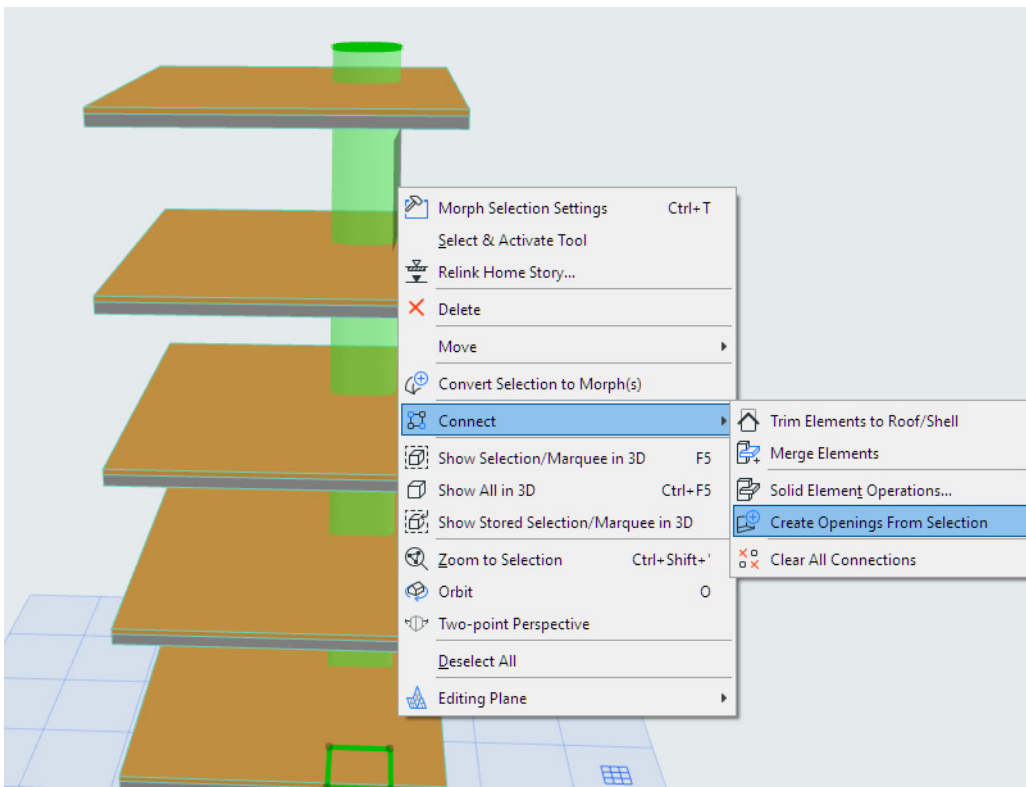 Morph Selection Settings Ctrl+T
Select & Activate Tool
Relink Home Story...
Delete
Move
Convert Selection to Morph(s)
Connect
Show Selection/Marquee in 3D F5
Show All in 3D Ctrl+F5
Show Stored Selection/Marquee in 3D
Zoom to Selection Ctrl+Shift+'
Orbit O
Two-point Perspective
Deselect All
Editing Plane
Trim Elements to Roof/Shell
Merge Elements
Solid Element Operations...
Create Openings From Selection
Clear All Connections